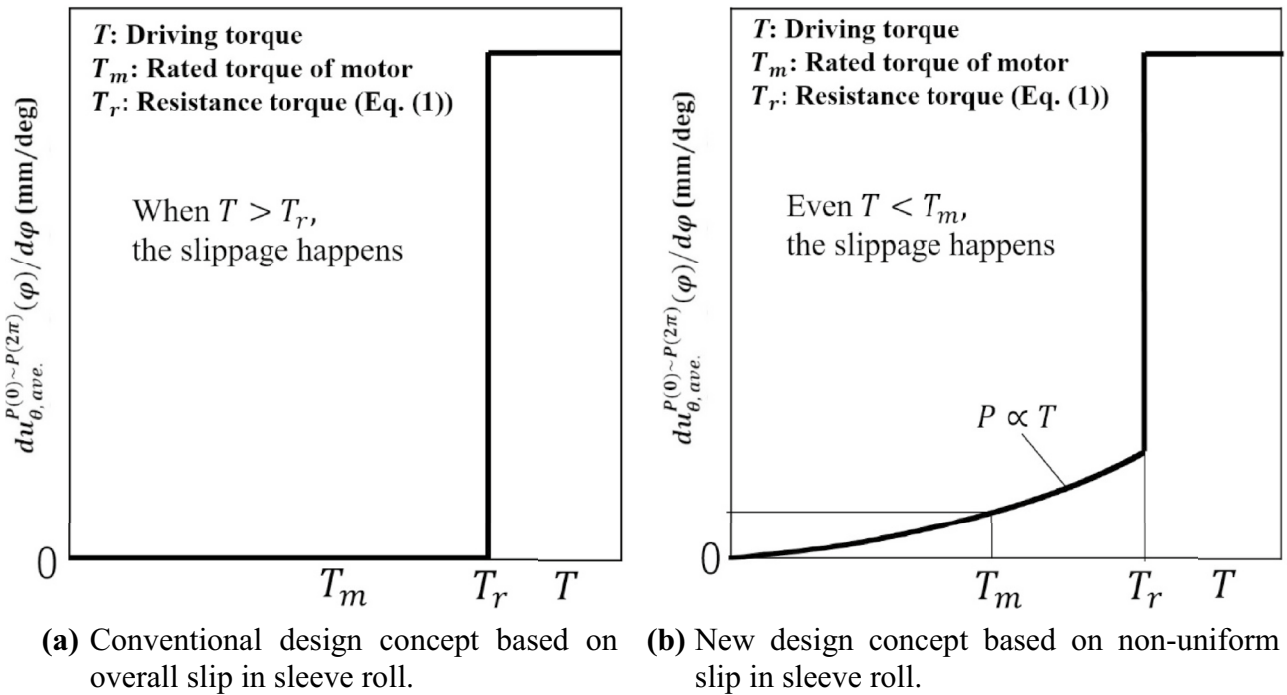 T: Driving torque
T_m: Rated torque of motor
T_r: Resistance torque (Eq. (1))
When T > T_r,
the slippage happens
du_{θ,ave.}^{P(0)~P(2π)}(φ)/dφ (mm/deg)
0
T_m T_r T
(a) Conventional design concept based on
overall slip in sleeve roll.
T: Driving torque
T_m: Rated torque of motor
T_r: Resistance torque (Eq. (1))
Even T < T_m,
the slippage happens
P ∝ T
du_{θ,ave.}^{P(0)~P(2π)}(φ)/dφ (mm/deg)
0
T_m T_r T
(b) New design concept based on non-uniform
slip in sleeve roll.